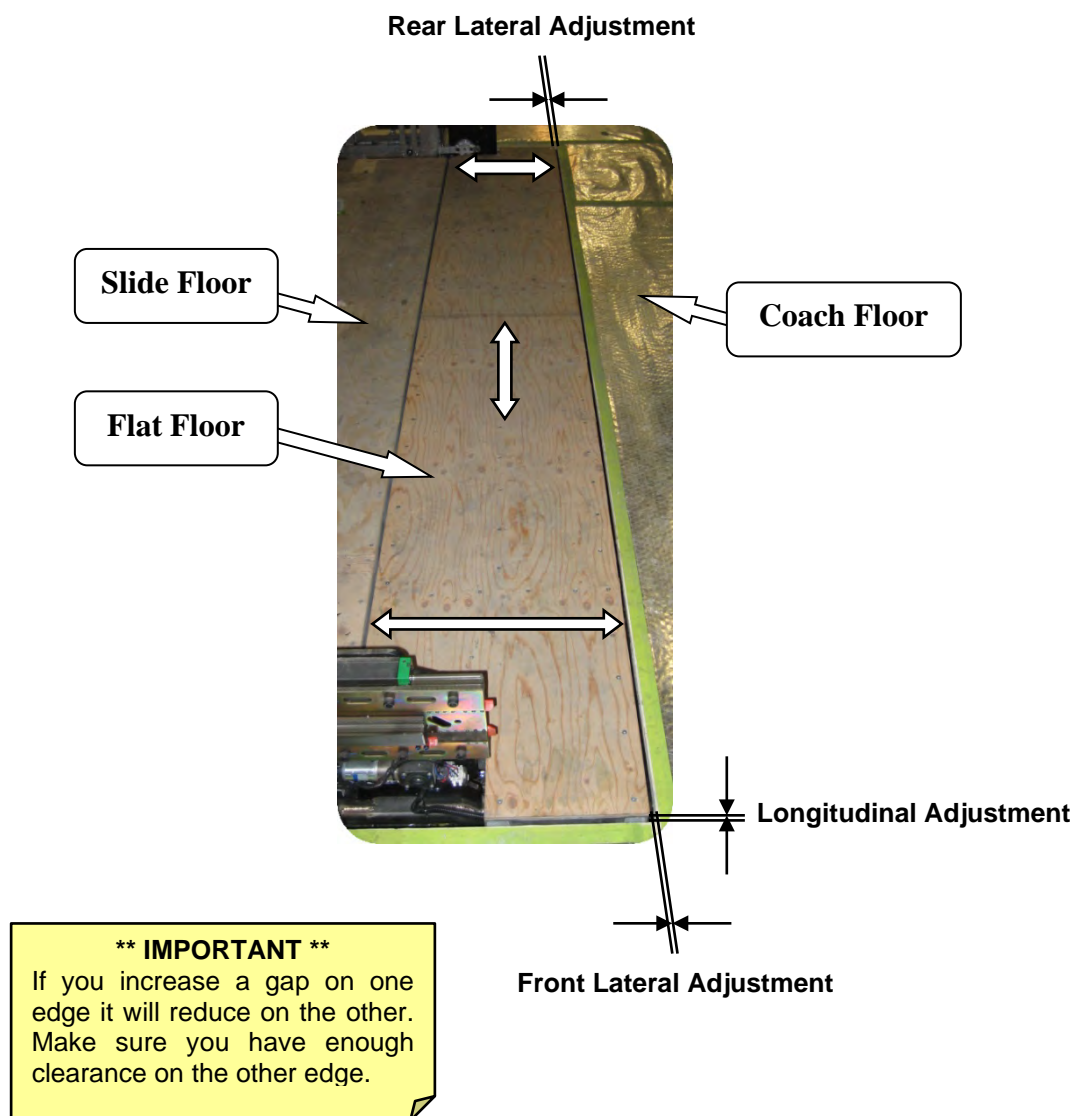 Rear Lateral Adjustment
Slide Floor
Coach Floor
Flat Floor
Longitudinal Adjustment
Front Lateral Adjustment
** IMPORTANT **
If you increase a gap on one
edge it will reduce on the other.
Make sure you have enough
clearance on the other edge.